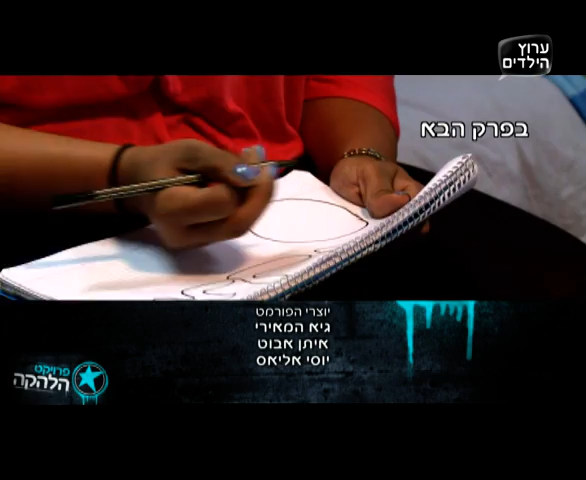 ערוץ
הילדים
בפרק הבא
יוצרי הפורמט
גיא המאירי
איתן אבוט
יוסי אליאס
פרויקט
הלהקה